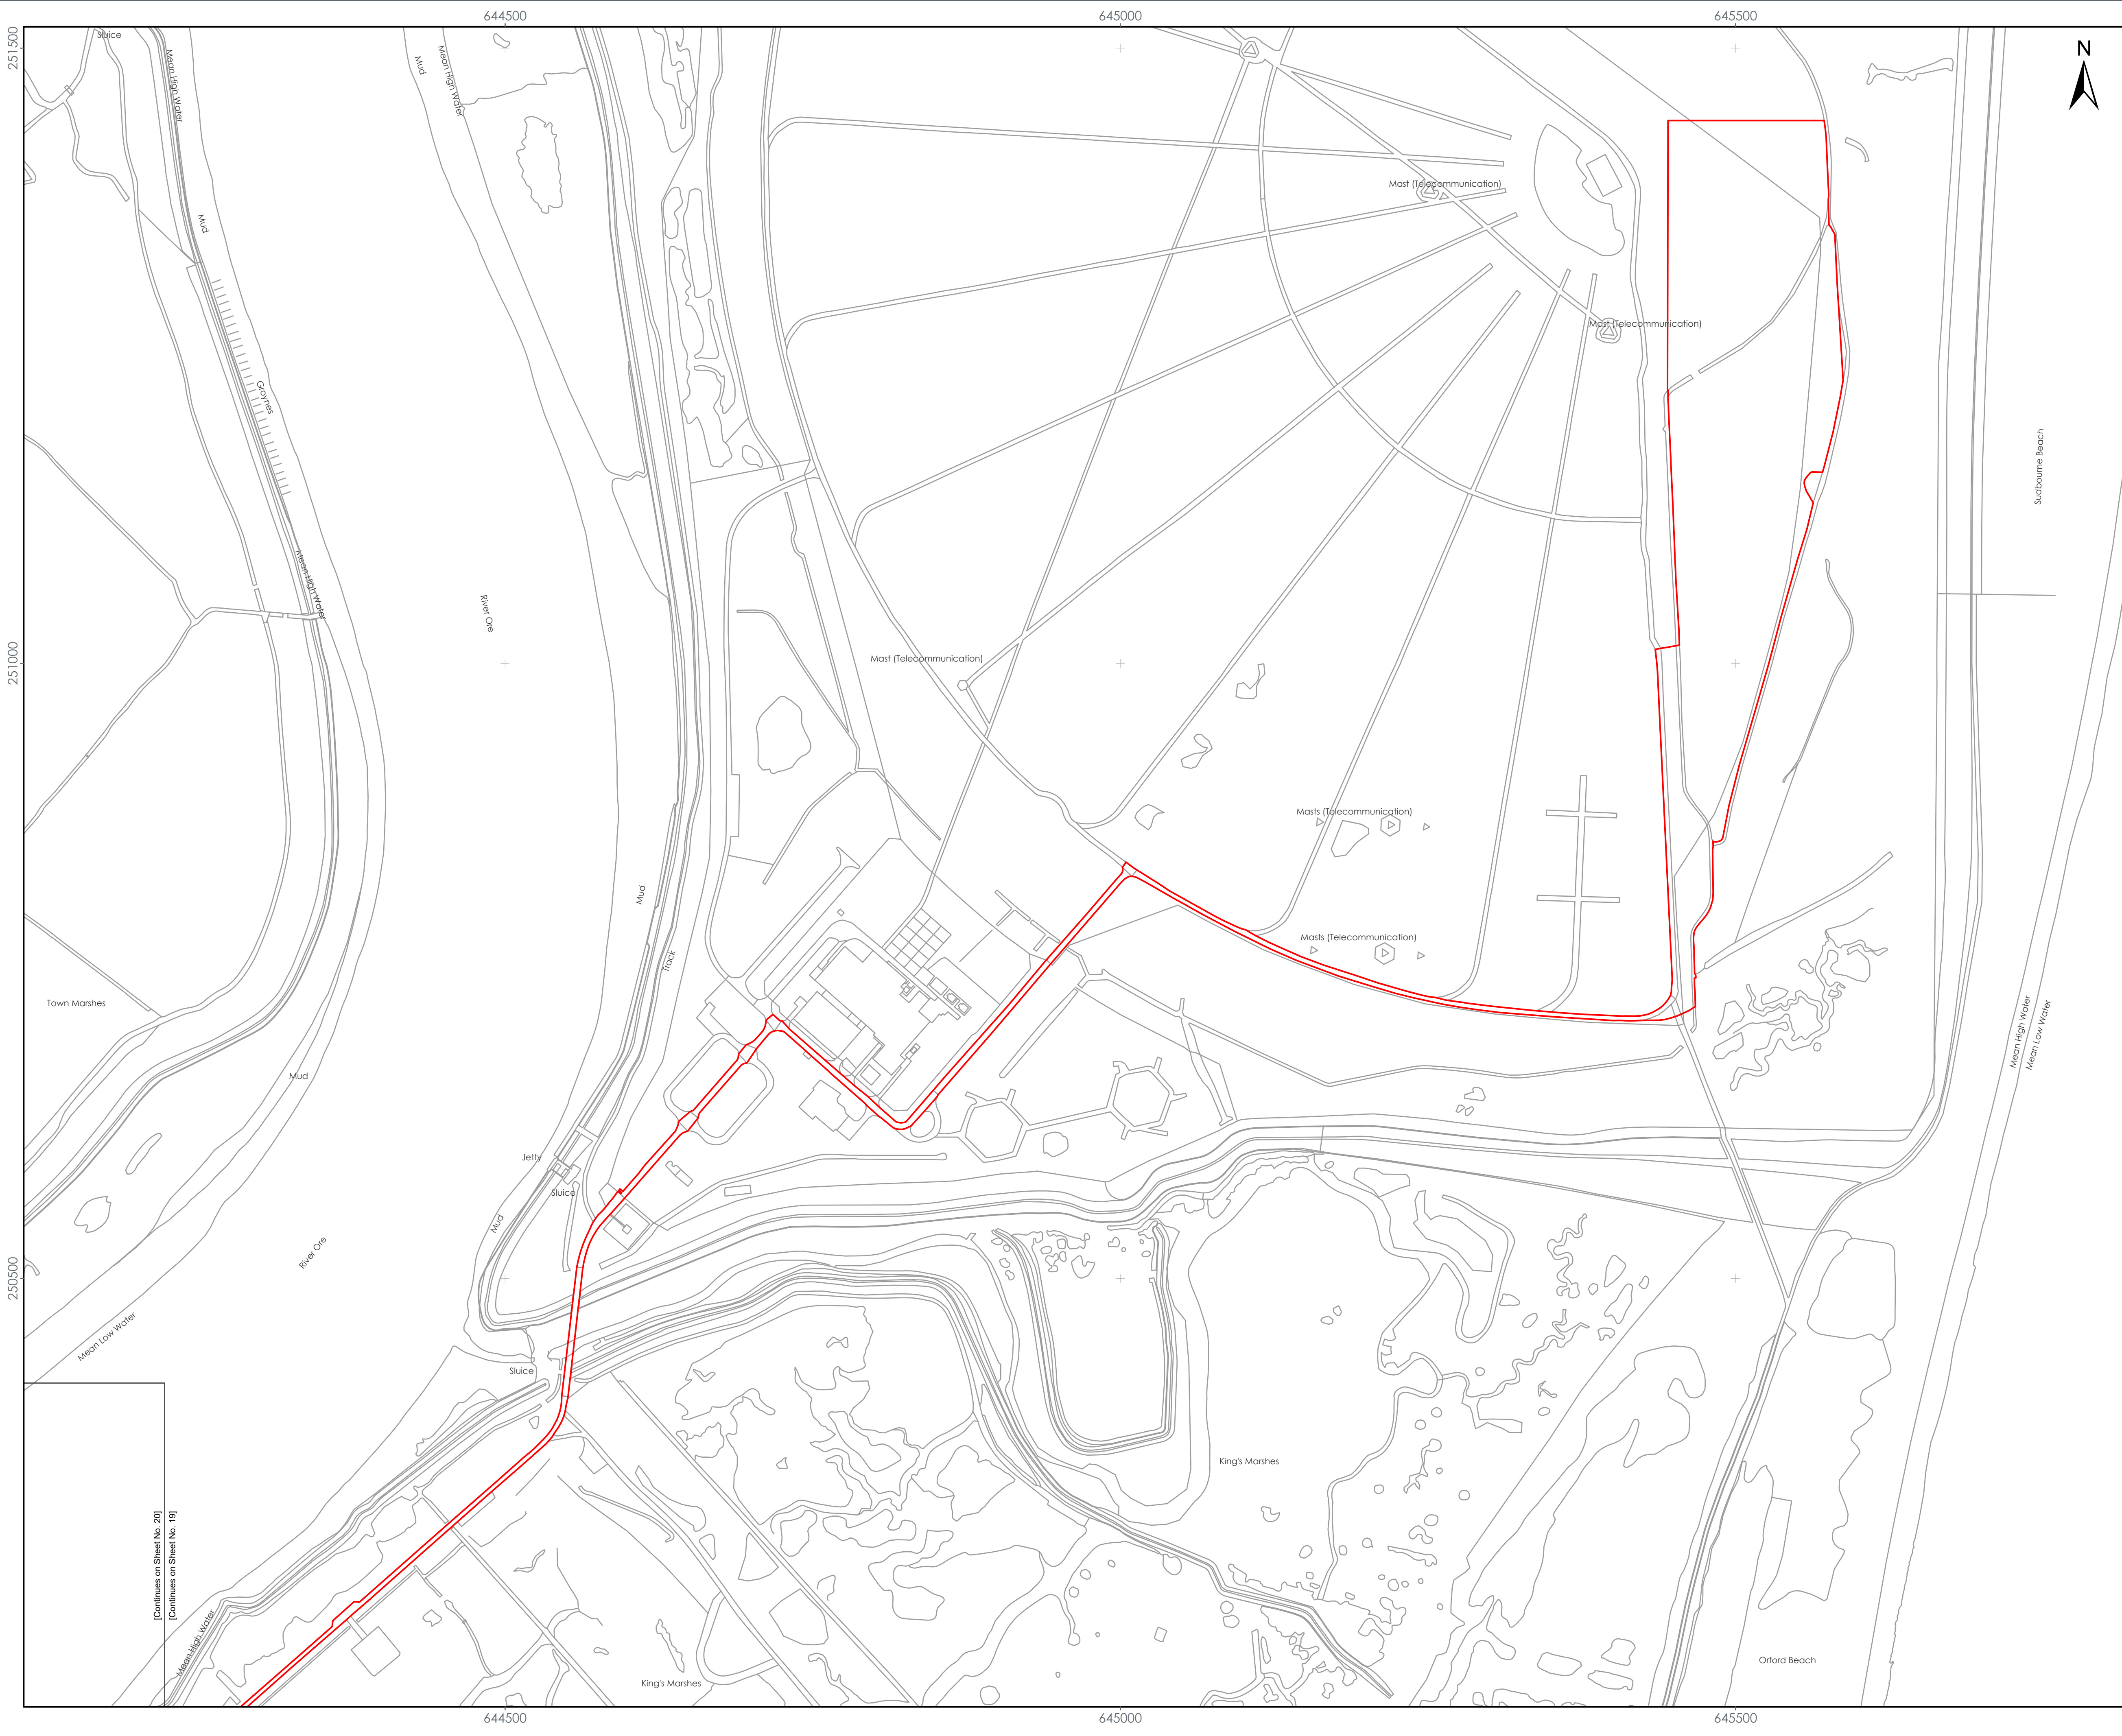 644500
645000
645500
251500
Sluice
N
Mean High Water
Mud
Mean High Water
Mud
Mast (Telecommunication)
Mast (Telecommunication)
Groynes
Sudbourne Beach
Mean High Water
River Ore
251000
Mast (Telecommunication)
Masts (Telecommunication)
Mud
Masts (Telecommunication)
Track
Town Marshes
Mean High Water
Mean Low Water
Mud
Jetty
Sluice
Mud
River Ore
250500
Mean Low Water
Sluice
King's Marshes
[Continues on Sheet No. 20]
[Continues on Sheet No. 19]
Mean High Water
Orford Beach
King's Marshes
644500
645000
645500